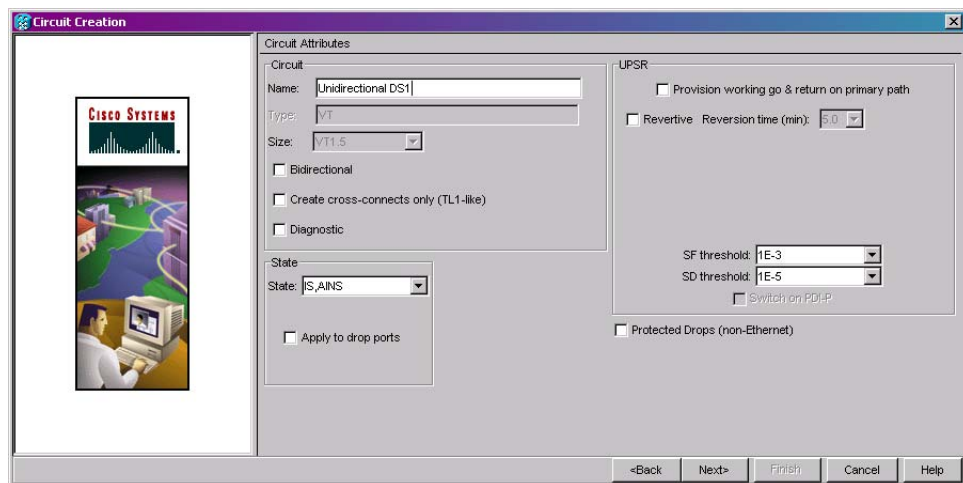 Circuit Creation
CISCO SYSTEMS
Circuit Attributes
Circuit
Name: Unidirectional DS1
Type: VT
Size: VT1.5
Bidirectional
Create cross-connects only (TL1-like)
Diagnostic
State
State: IS,AINS
Apply to drop ports
UPSR
Provision working go & return on primary path
Revertive Reversion time (min): 5.0
SF threshold: 1E-3
SD threshold: 1E-5
Switch on PDI-P
Protected Drops (non-Ethernet)
<Back Next> Finish Cancel Help